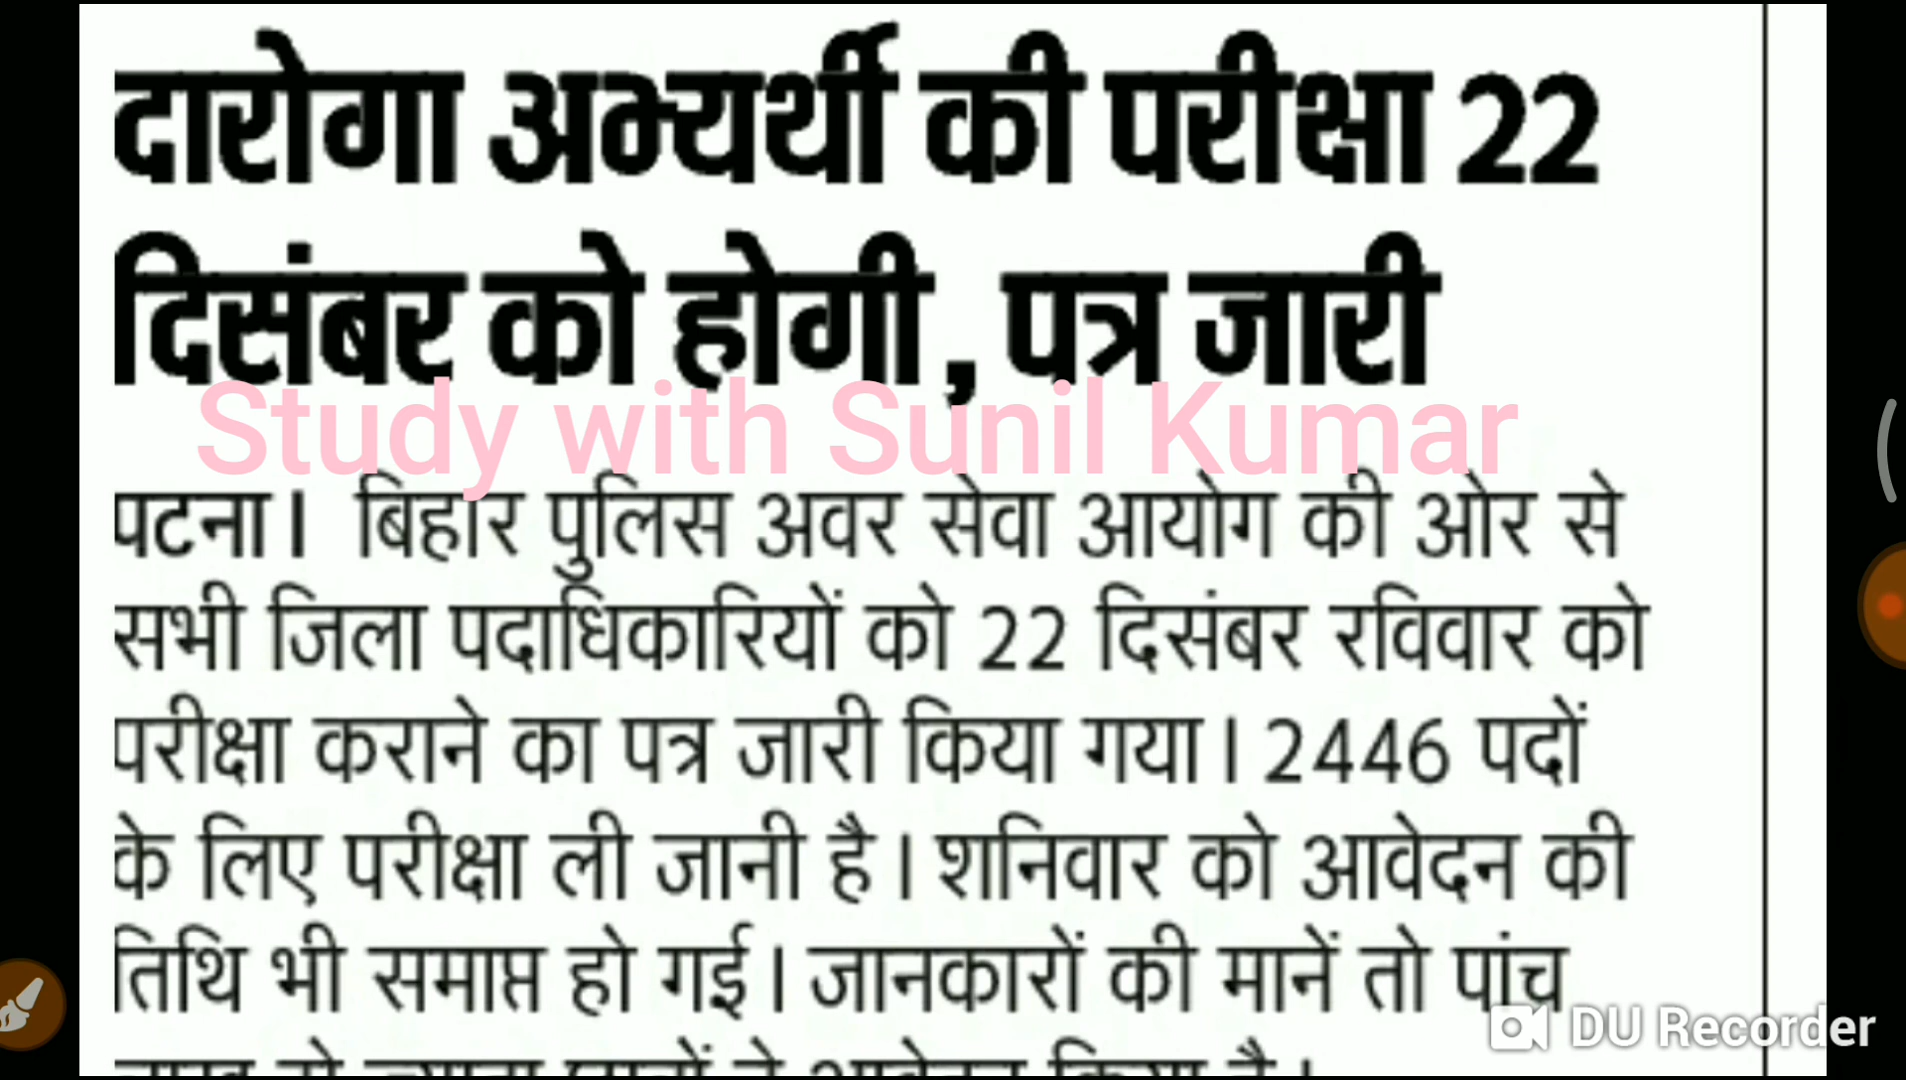 दारोगा अभ्यर्थी की परीक्षा 22
दिसंबर को होगी, पत्र जारी
Study with Sunil Kumar
पटना। बिहार पुलिस अवर सेवा आयोग की ओर से
सभी जिला पदाधिकारियों को 22 दिसंबर रविवार को
परीक्षा कराने का पत्र जारी किया गया। 2446 पदों
के लिए परीक्षा ली जानी है। शनिवार को आवेदन की
तिथि भी समाप्त हो गई। जानकारों की मानें तो पांच
DU Recorder